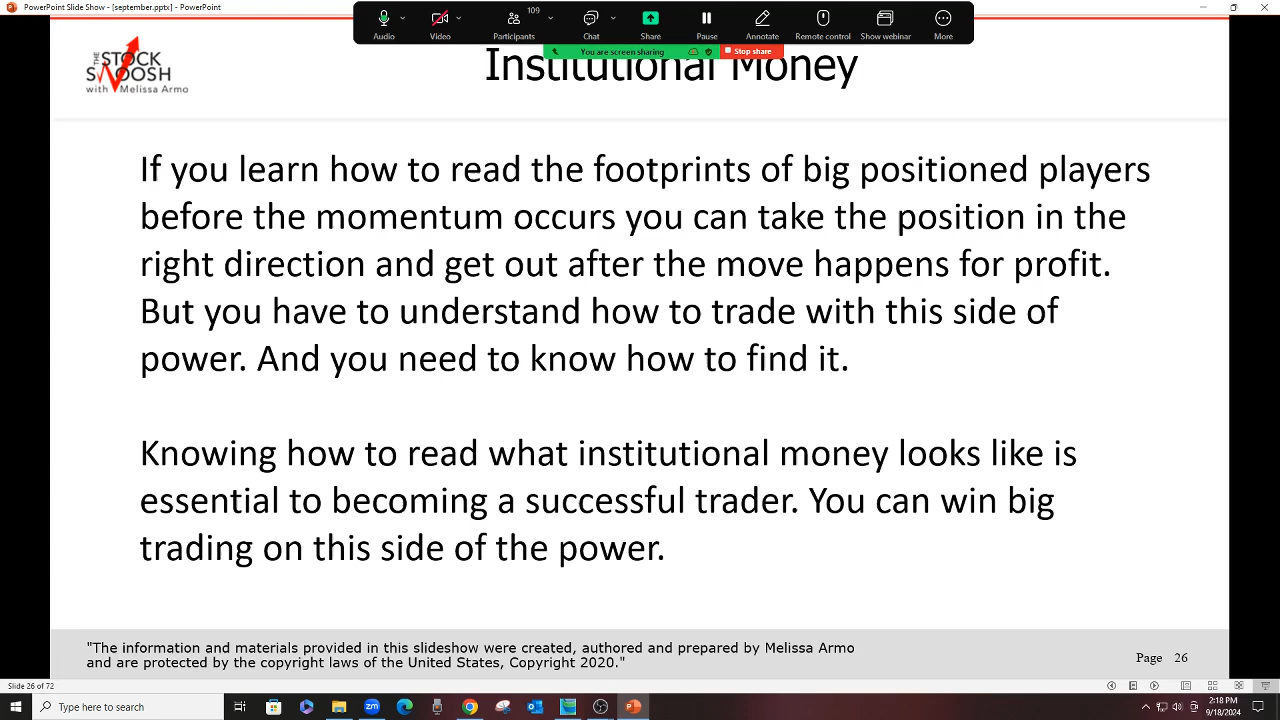 PowerPoint Slide Show - [september.pptx] - PowerPoint
109
Audio Video Participants Chat Share Pause Annotate Remote control Show webinar More
You are screen sharing Stop share
THE STOCK SWOOSH
with Melissa Armo
Institutional Money
If you learn how to read the footprints of big positioned players
before the momentum occurs you can take the position in the
right direction and get out after the move happens for profit.
But you have to understand how to trade with this side of
power. And you need to know how to find it.
Knowing how to read what institutional money looks like is
essential to becoming a successful trader. You can win big
trading on this side of the power.
"The information and materials provided in this slideshow were created, authored and prepared by Melissa Armo
and are protected by the copyright laws of the United States, Copyright 2020."
Page 26
Slide 26 of 72
Type here to search
2:18 PM
9/18/2024